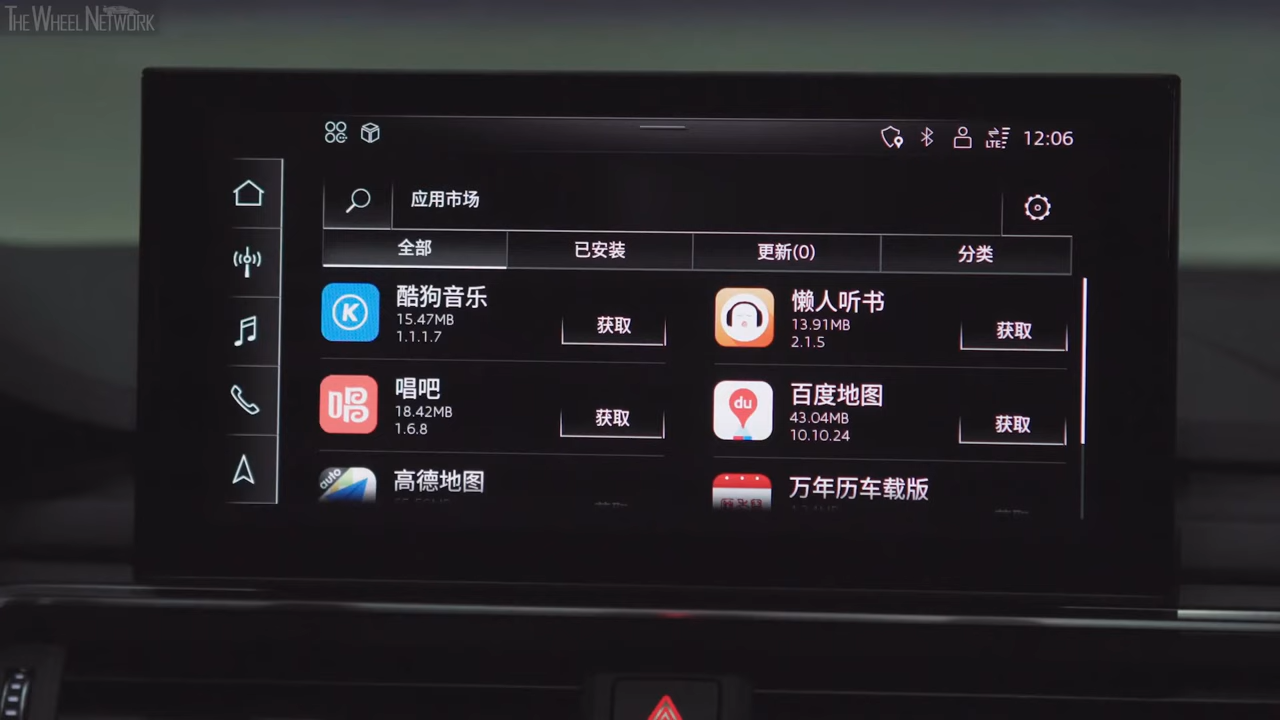 THE WHEEL NETWORK
LTE 12:06
应用市场
全部 已安装 更新(0) 分类
酷狗音乐
15.47MB
1.1.1.7
获取
懒人听书
13.91MB
2.1.5
获取
唱吧
18.42MB
1.6.8
获取
百度地图
du
43.04MB
10.10.24
获取
高德地图
auto
万年历车载版